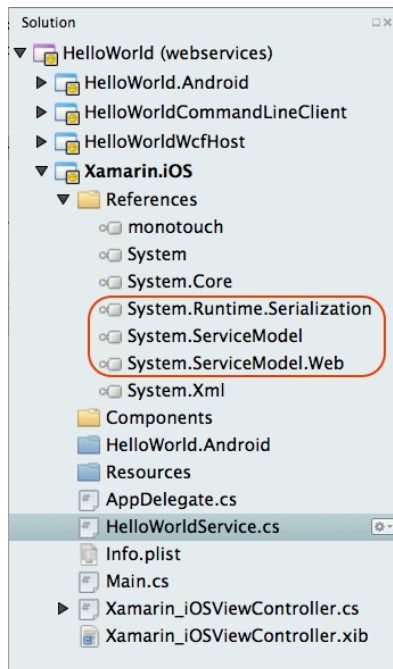 Solution
HelloWorld (webservices)
HelloWorld.Android
HelloWorldCommandLineClient
HelloWorldWcfHost
Xamarin.iOS
References
monotouch
System
System.Core
System.Runtime.Serialization
System.ServiceModel
System.ServiceModel.Web
System.Xml
Components
HelloWorld.Android
Resources
AppDelegate.cs
HelloWorldService.cs
Info.plist
Main.cs
Xamarin_iOSViewController.cs
Xamarin_iOSViewController.xib